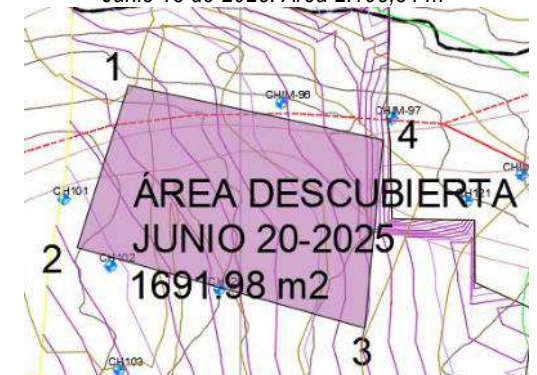 1
CHIM-96
CHIM-97
4
CH101
ÁREA DESCUBIERTA
JUNIO 20-2025
2
CH102
1691.98 m2
3
CH103